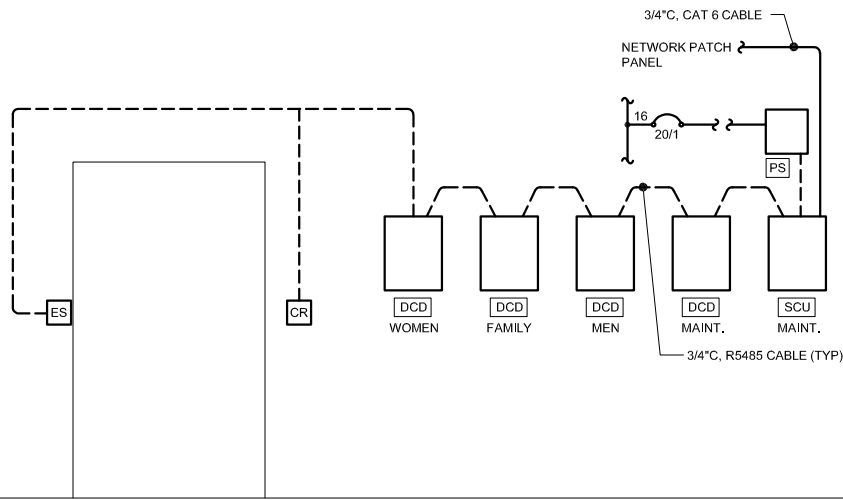 3/4"C, CAT 6 CABLE
NETWORK PATCH
PANEL
16
20/1
PS
ES
CR
DCD
DCD
DCD
DCD
SCU
WOMEN
FAMILY
MEN
MAINT.
MAINT.
3/4"C, R5485 CABLE (TYP)